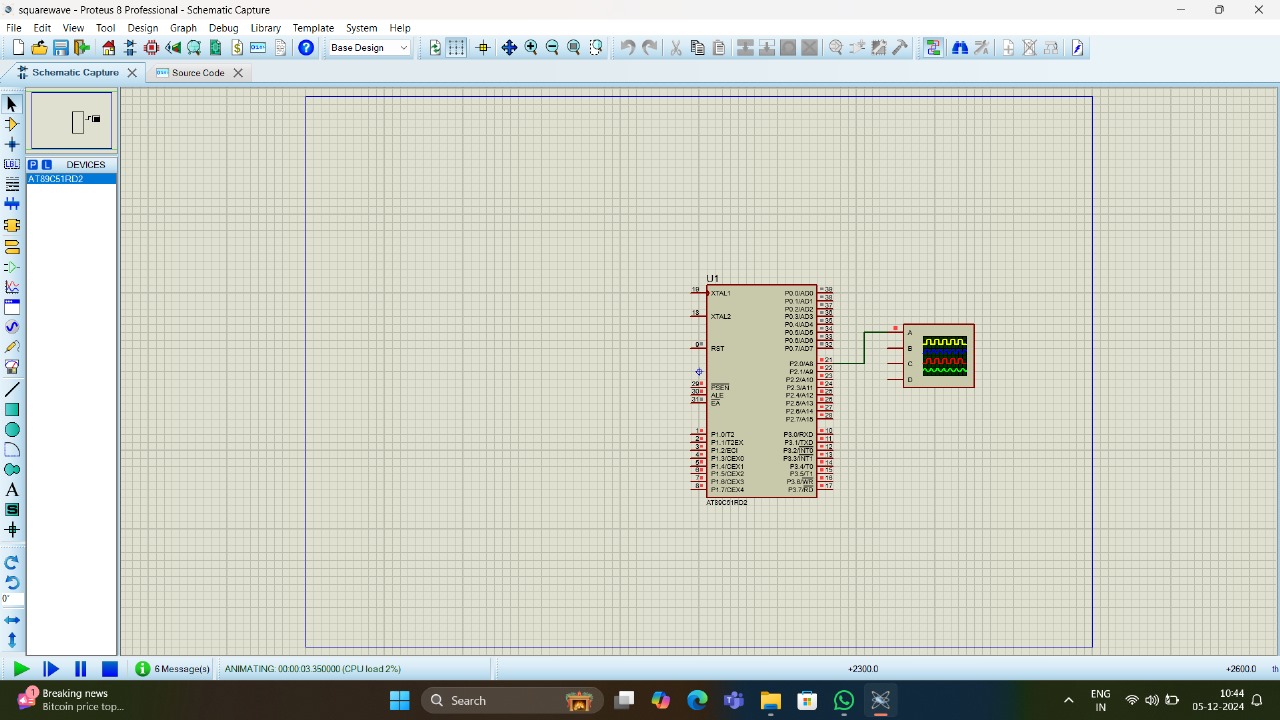 squarewave - Proteus 8 Professional - Schematic Capture
File Edit View Tool Design Graph Debug Library Template System Help
Base Design
Schematic Capture
Source Code
P L DEVICES
AT89C51RD2
LBL
U1
19 XTAL1 P0.0/AD0 39
P0.1/AD1 38
P0.2/AD2 37
18 XTAL2 P0.3/AD3 36
P0.4/AD4 35
P0.5/AD5 34 A
P0.6/AD6 33
9 RST P0.7/AD7 32 B
P2.0/A8 21 C
P2.1/A9 22
P2.2/A10 23 D
29 PSEN P2.3/A11 24
30 ALE P2.4/A12 25
31 EA P2.5/A13 26
P2.6/A14 27
P2.7/A15 28
1 P1.0/T2 P3.0/RXD 10
2 P1.1/T2EX P3.1/TXD 11
3 P1.2/ECI P3.2/INT0 12
4 P1.3/CEX0 P3.3/INT1 13
5 P1.4/CEX1 P3.4/T0 14
6 P1.5/CEX2 P3.5/T1 15
7 P1.6/CEX3 P3.6/WR 16
8 P1.7/CEX4 P3.7/RD 17
AT89C51RD2
A
S
0°
6 Message(s) ANIMATING: 00:00:03.350000 (CPU load 2%) +2300.0 +2600.0 th
1
Breaking news
Bitcoin price top...
Search
ENG
IN
10:44
05-12-2024